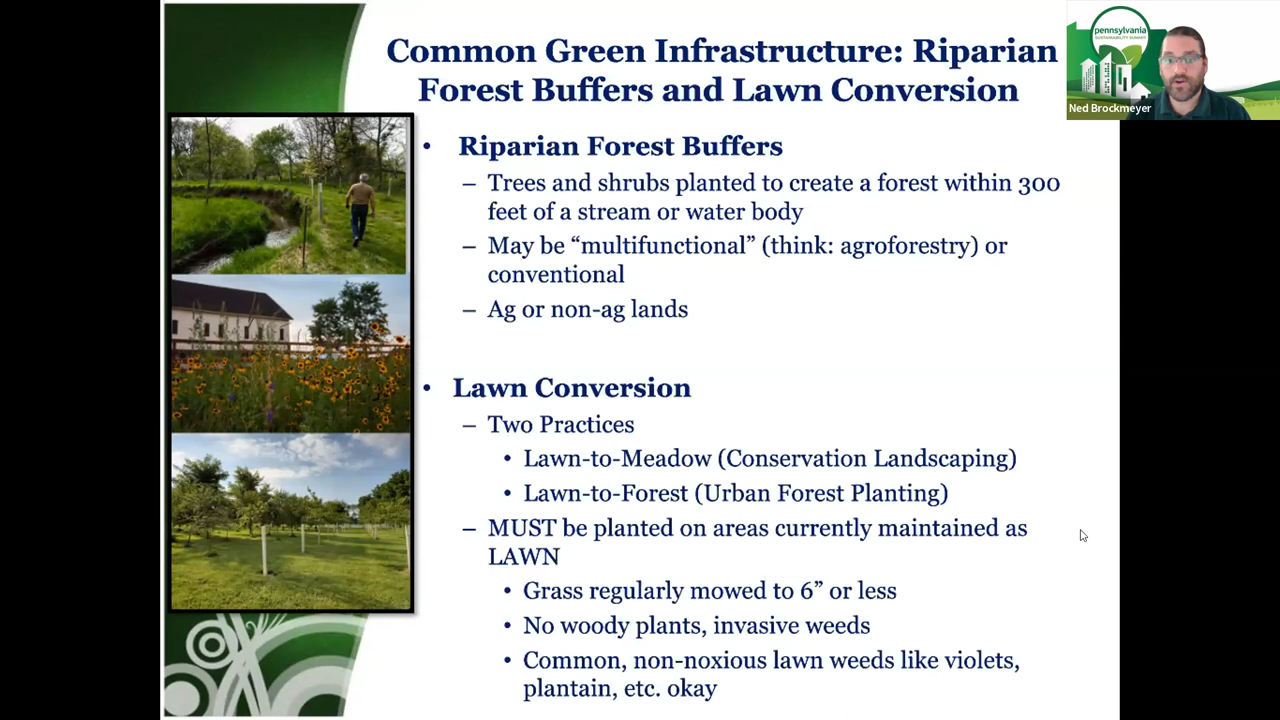 Common Green Infrastructure: Riparian
Forest Buffers and Lawn Conversion
• Riparian Forest Buffers
– Trees and shrubs planted to create a forest within 300
feet of a stream or water body
– May be “multifunctional” (think: agroforestry) or
conventional
– Ag or non-ag lands
• Lawn Conversion
– Two Practices
• Lawn-to-Meadow (Conservation Landscaping)
• Lawn-to-Forest (Urban Forest Planting)
– MUST be planted on areas currently maintained as
LAWN
• Grass regularly mowed to 6” or less
• No woody plants, invasive weeds
• Common, non-noxious lawn weeds like violets,
plantain, etc. okay
pennsylvania
SUSTAINABILITY SUMMIT
Ned Brockmeyer